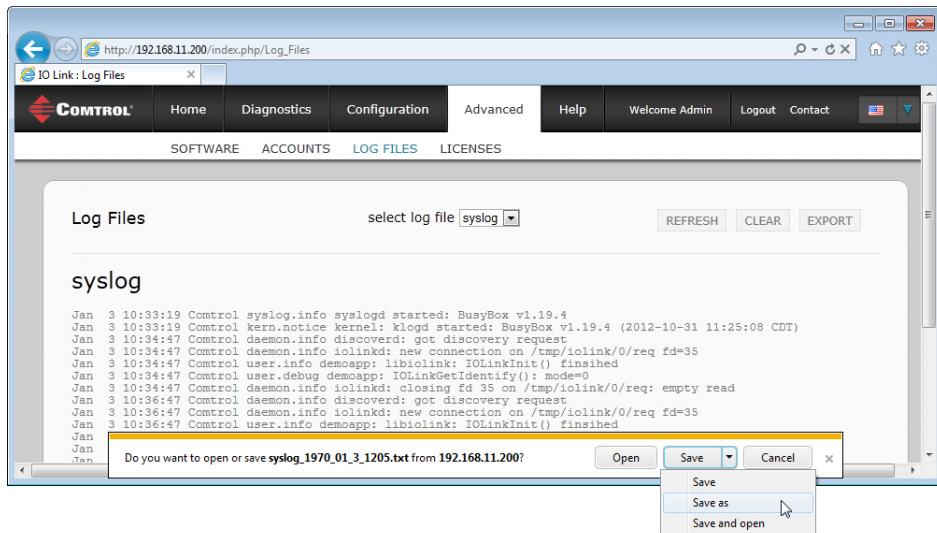 http://192.168.11.200/index.php/Log_Files
IO Link : Log Files
COMTROL Home Diagnostics Configuration Advanced Help Welcome Admin Logout Contact
SOFTWARE ACCOUNTS LOG FILES LICENSES
Log Files select log file syslog REFRESH CLEAR EXPORT
syslog
Jan 3 10:33:19 Comtrol syslog.info syslogd started: BusyBox v1.19.4
Jan 3 10:33:19 Comtrol kern.notice kernel: klogd started: BusyBox v1.19.4 (2012-10-31 11:25:08 CDT)
Jan 3 10:34:47 Comtrol daemon.info discoverd: got discovery request
Jan 3 10:34:47 Comtrol daemon.info iolinkd: new connection on /tmp/iolink/0/req fd=35
Jan 3 10:34:47 Comtrol user.info demoapp: libiolink: IOLinkInit() finsihed
Jan 3 10:34:47 Comtrol user.debug demoapp: IOLinkGetIdentify(): mode=0
Jan 3 10:34:47 Comtrol daemon.info iolinkd: closing fd 35 on /tmp/iolink/0/req: empty read
Jan 3 10:36:47 Comtrol daemon.info discoverd: got discovery request
Jan 3 10:36:47 Comtrol daemon.info iolinkd: new connection on /tmp/iolink/0/req fd=35
Jan 3 10:36:47 Comtrol user.info demoapp: libiolink: IOLinkInit() finsihed
Jan
Jan
Jan
Do you want to open or save syslog_1970_01_3_1205.txt from 192.168.11.200? Open Save Cancel
Save
Save as
Save and open